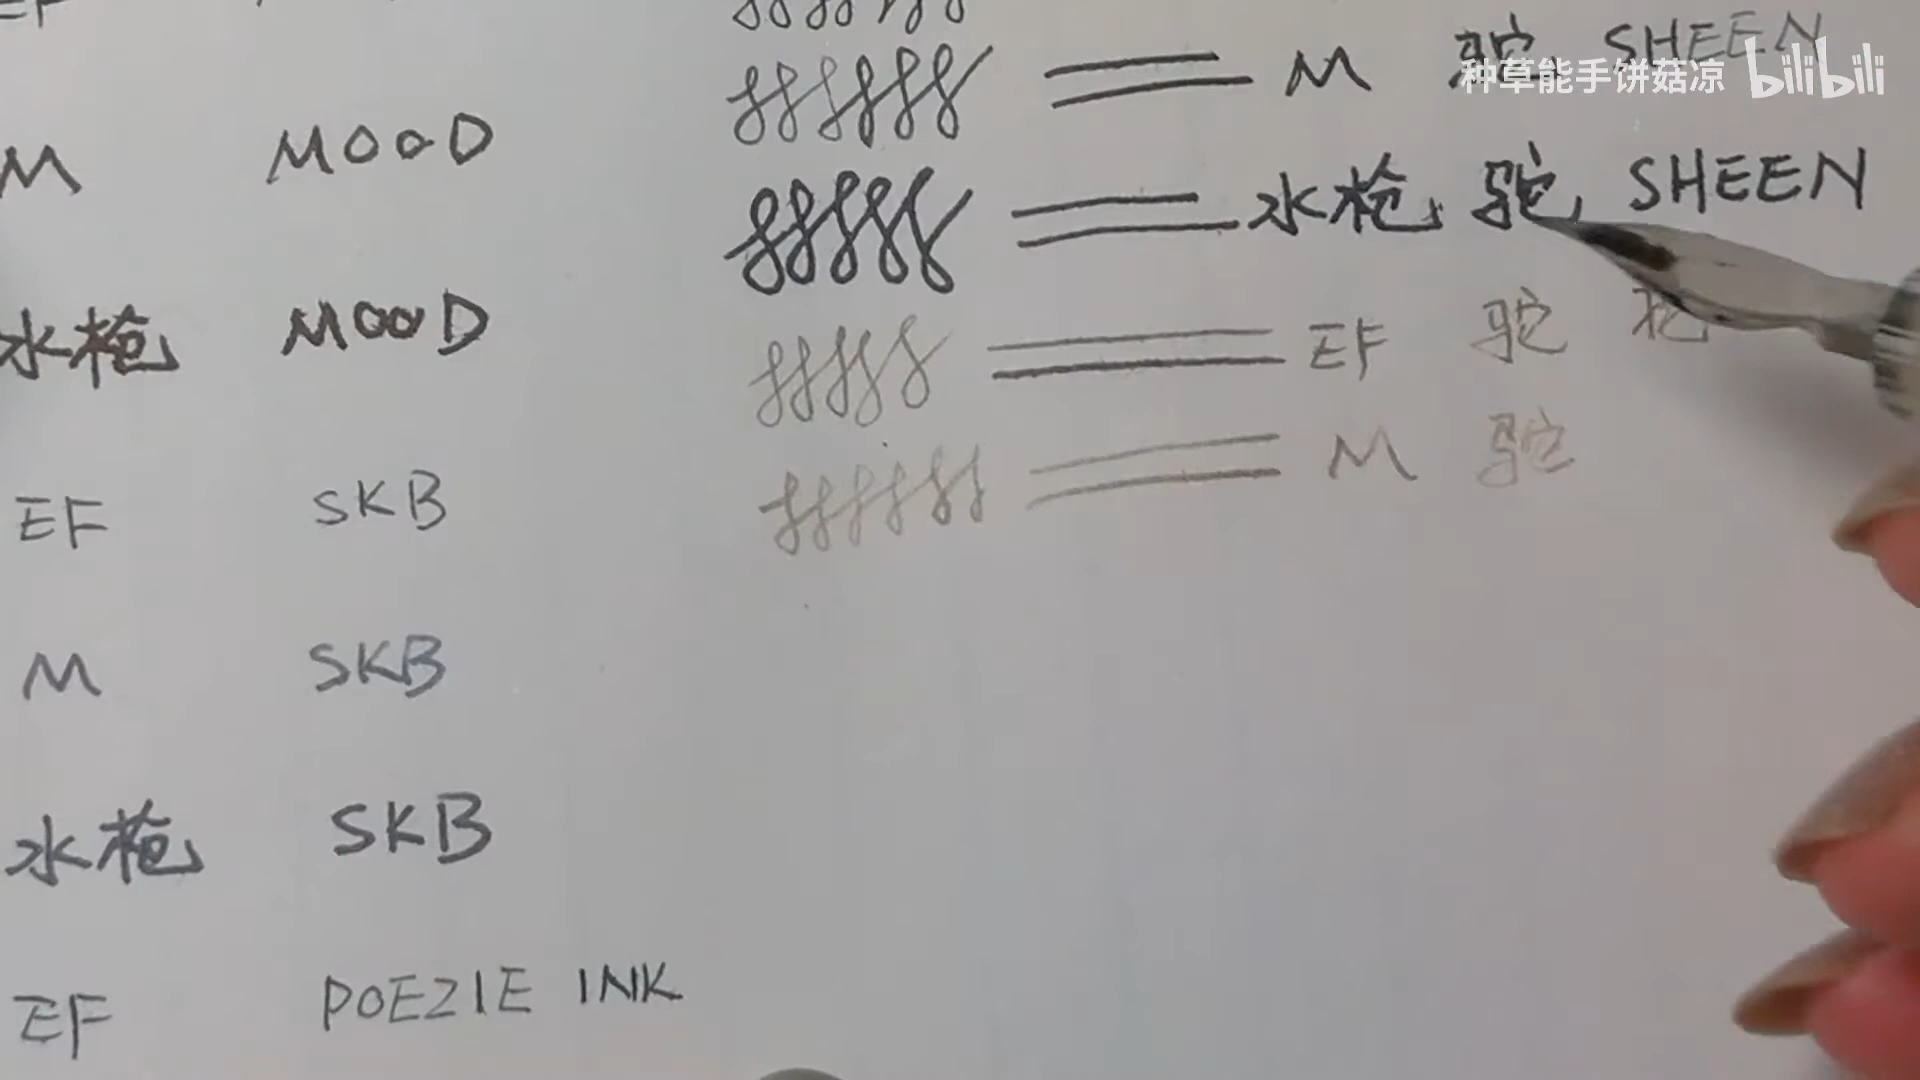 EF
M 驼 SHEEN
种草能手饼菇凉 bilibili
M MOOD
水枪 驼 SHEEN
水枪 MOOD
EF 驼
M 驼
EF SKB
M SKB
水枪 SKB
EF POEZIE INK